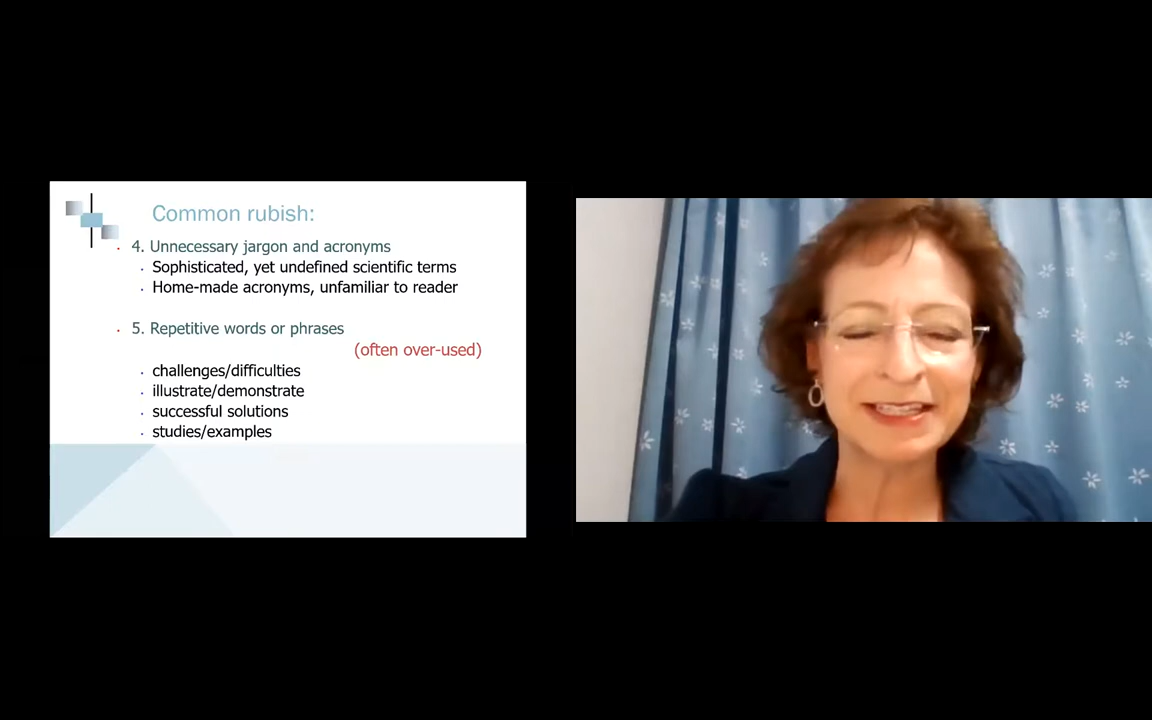 Common rubish:
4. Unnecessary jargon and acronyms
Sophisticated, yet undefined scientific terms
Home-made acronyms, unfamiliar to reader
5. Repetitive words or phrases
(often over-used)
challenges/difficulties
illustrate/demonstrate
successful solutions
studies/examples